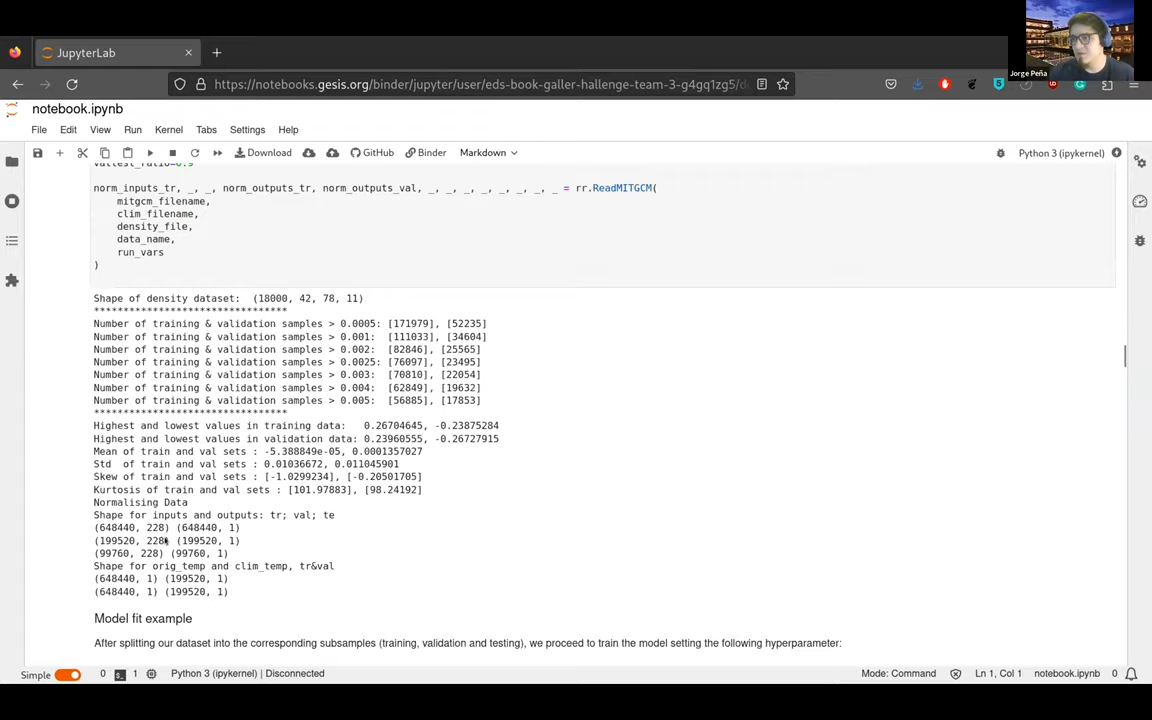 Jorge Peña
JupyterLab
https://notebooks.gesis.org/binder/jupyter/user/eds-book-galler-hallenge-team-3-g4gq1zg5/d
notebook.ipynb
File Edit View Run Kernel Tabs Settings Help
Download GitHub Binder Markdown Python 3 (ipykernel)
valtest_ratio=0.9
norm_inputs_tr, _, _, norm_outputs_tr, norm_outputs_val, _, _, _, _, _, _, _, _ = rr.ReadMITGCM(
mitgcm_filename,
clim_filename,
density_file,
data_name,
run_vars
)
Shape of density dataset: (18000, 42, 78, 11)
*********************************
Number of training & validation samples > 0.0005: [171979], [52235]
Number of training & validation samples > 0.001: [111033], [34604]
Number of training & validation samples > 0.002: [82846], [25565]
Number of training & validation samples > 0.0025: [76097], [23495]
Number of training & validation samples > 0.003: [70810], [22054]
Number of training & validation samples > 0.004: [62849], [19632]
Number of training & validation samples > 0.005: [56885], [17853]
*********************************
Highest and lowest values in training data: 0.26704645, -0.23875284
Highest and lowest values in validation data: 0.23960555, -0.26727915
Mean of train and val sets : -5.388849e-05, 0.0001357027
Std of train and val sets : 0.01036672, 0.011045901
Skew of train and val sets : [-1.0299234], [-0.20501705]
Kurtosis of train and val sets : [101.97883], [98.24192]
Normalising Data
Shape for inputs and outputs: tr; val; te
(648440, 228) (648440, 1)
(199520, 228) (199520, 1)
(99760, 228) (99760, 1)
Shape for orig_temp and clim_temp, tr&val
(648440, 1) (199520, 1)
(648440, 1) (199520, 1)
Model fit example
After splitting our dataset into the corresponding subsamples (training, validation and testing), we proceed to train the model setting the following hyperparameter:
Simple 0 1 Python 3 (ipykernel) | Disconnected Mode: Command Ln 1, Col 1 notebook.ipynb 0